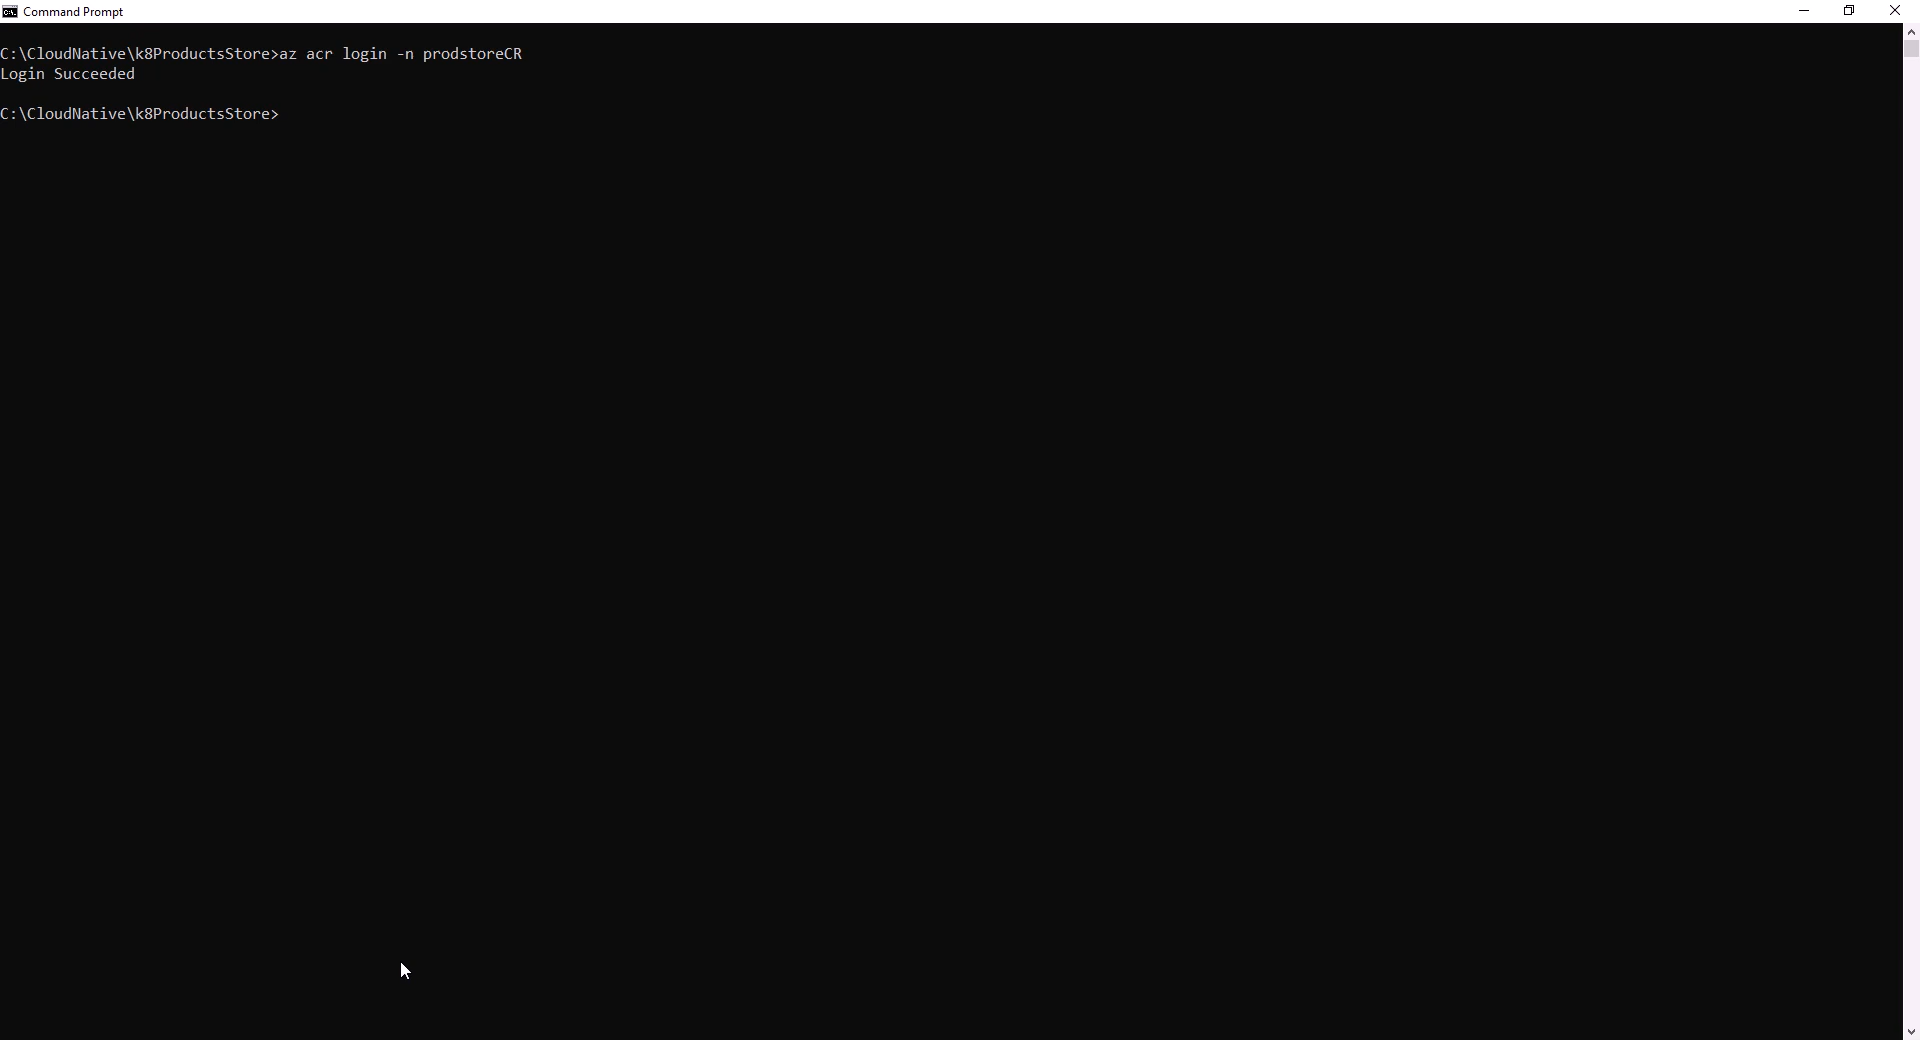 Command Prompt
C:\CloudNative\k8ProductsStore>az acr login -n prodstoreCR
Login Succeeded
C:\CloudNative\k8ProductsStore>